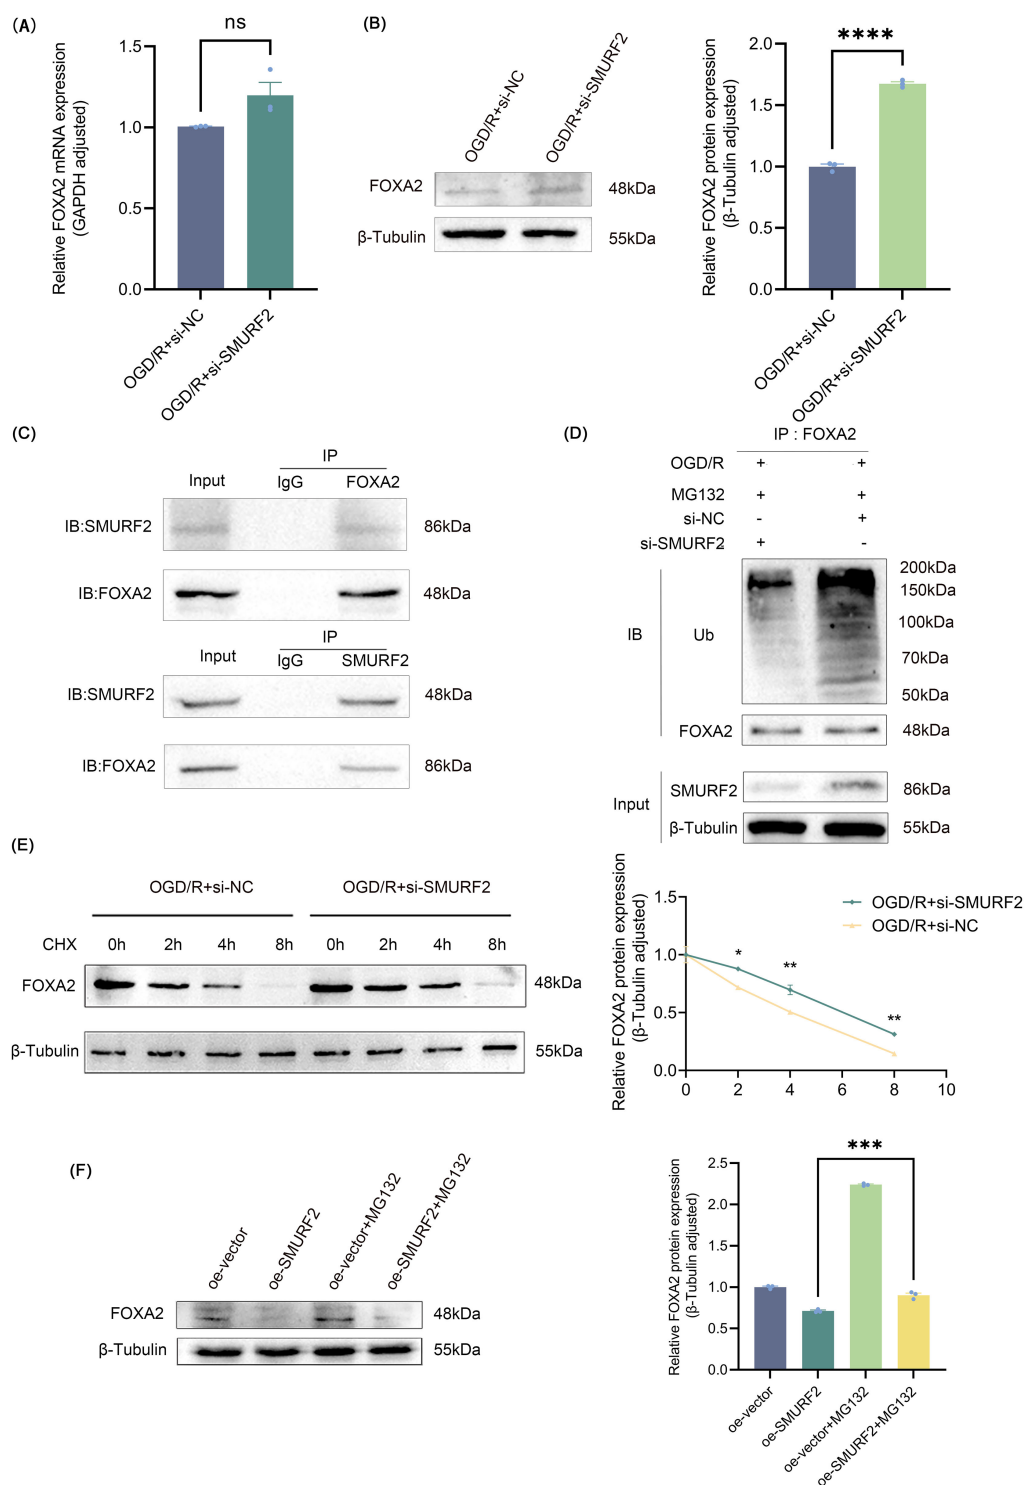 (A)
ns
Relative FOXA2 mRNA expression
(GAPDH adjusted)
1.5
1.0
0.5
0.0
OGD/R+si-NC
OGD/R+si-SMURF2
(B)
OGD/R+si-NC
OGD/R+si-SMURF2
FOXA2
48kDa
β-Tubulin
55kDa
****
Relative FOXA2 protein expression
(β-Tubulin adjusted)
2.0
1.5
1.0
0.5
0.0
OGD/R+si-NC
OGD/R+si-SMURF2
(C)
IP
Input IgG FOXA2
IB:SMURF2 86kDa
IB:FOXA2 48kDa
IP
Input IgG SMURF2
IB:SMURF2 48kDa
IB:FOXA2 86kDa
(D)
IP : FOXA2
OGD/R + +
MG132 + +
si-NC - +
si-SMURF2 + -
IB
Ub
200kDa
150kDa
100kDa
70kDa
50kDa
FOXA2 48kDa
Input
SMURF2 86kDa
β-Tubulin 55kDa
(E)
OGD/R+si-NC OGD/R+si-SMURF2
CHX 0h 2h 4h 8h 0h 2h 4h 8h
FOXA2 48kDa
β-Tubulin 55kDa
Relative FOXA2 protein expression
(β-Tubulin adjusted)
1.5
1.0
0.5
0.0
0 2 4 6 8 10
OGD/R+si-SMURF2
OGD/R+si-NC
*
**
**
(F)
oe-vector
oe-SMURF2
oe-vector+MG132
oe-SMURF2+MG132
FOXA2 48kDa
β-Tubulin 55kDa
***
Relative FOXA2 protein expression
(β-Tubulin adjusted)
2.5
2.0
1.5
1.0
0.5
0.0
oe-vector
oe-SMURF2
oe-vector+MG132
oe-SMURF2+MG132